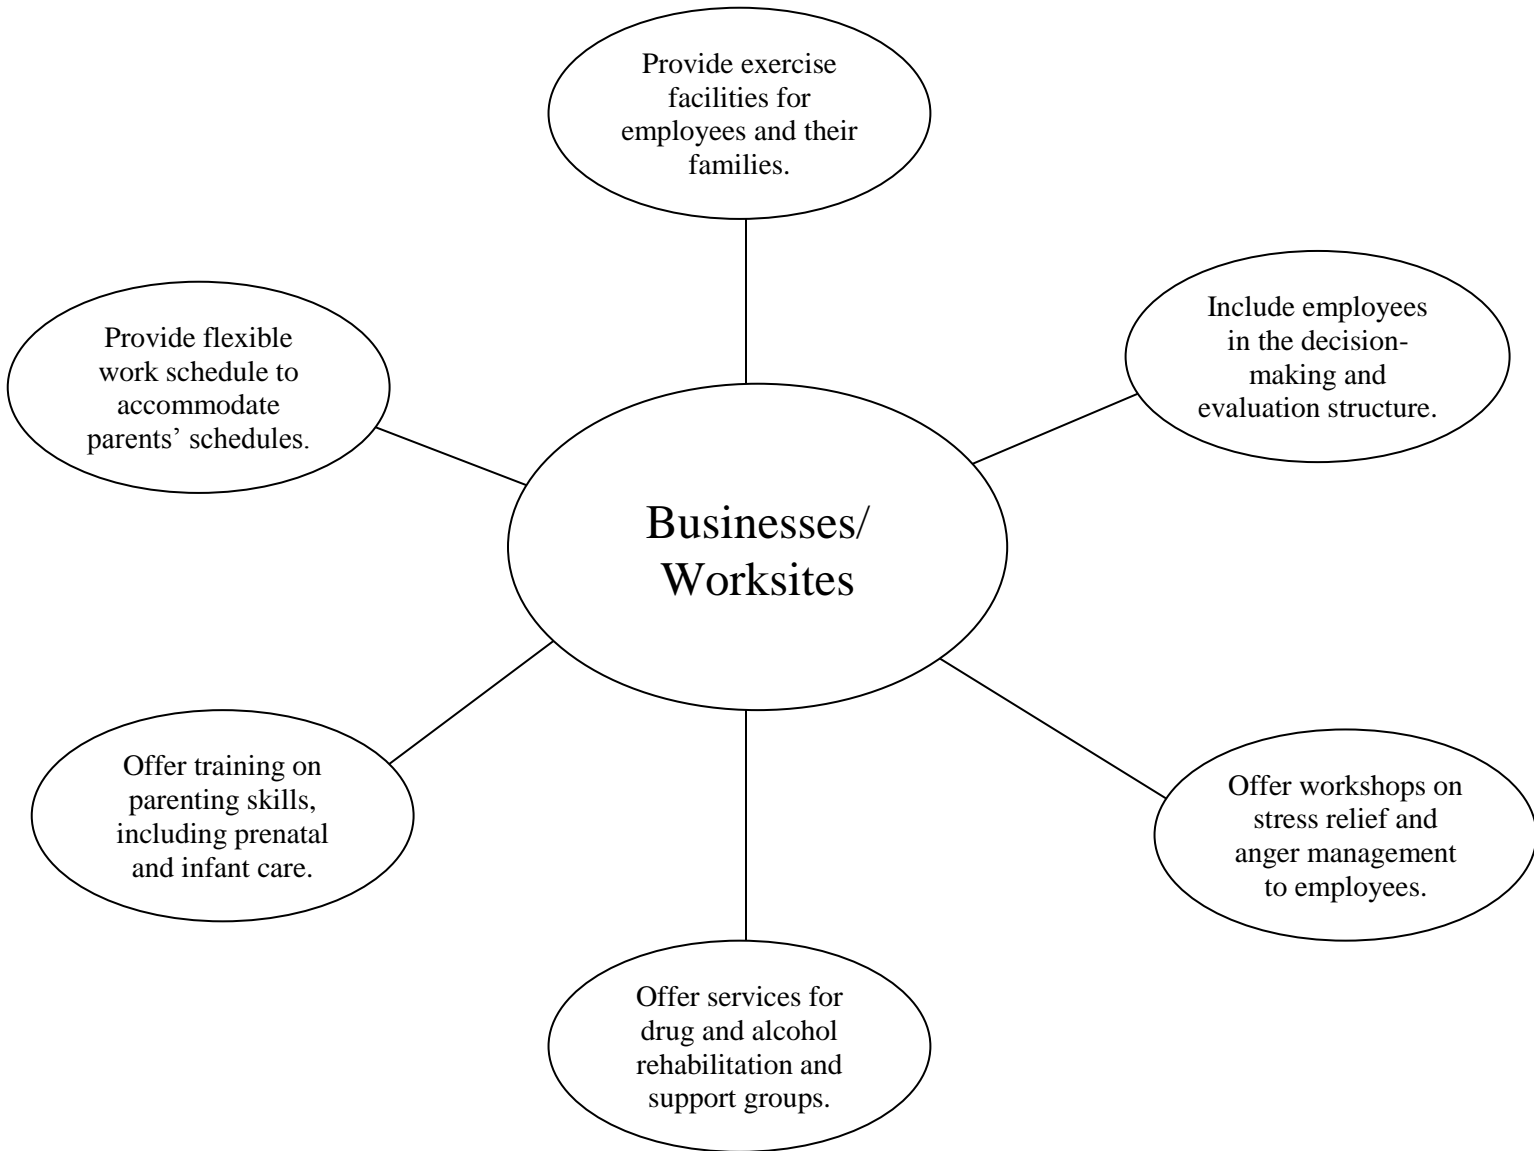 Provide exercise
facilities for
employees and their
families.
Include employees
in the decision-
making and
evaluation structure.
Provide flexible
work schedule to
accommodate
parents’ schedules.
Businesses/
Worksites
Offer training on
parenting skills,
including prenatal
and infant care.
Offer workshops on
stress relief and
anger management
to employees.
Offer services for
drug and alcohol
rehabilitation and
support groups.